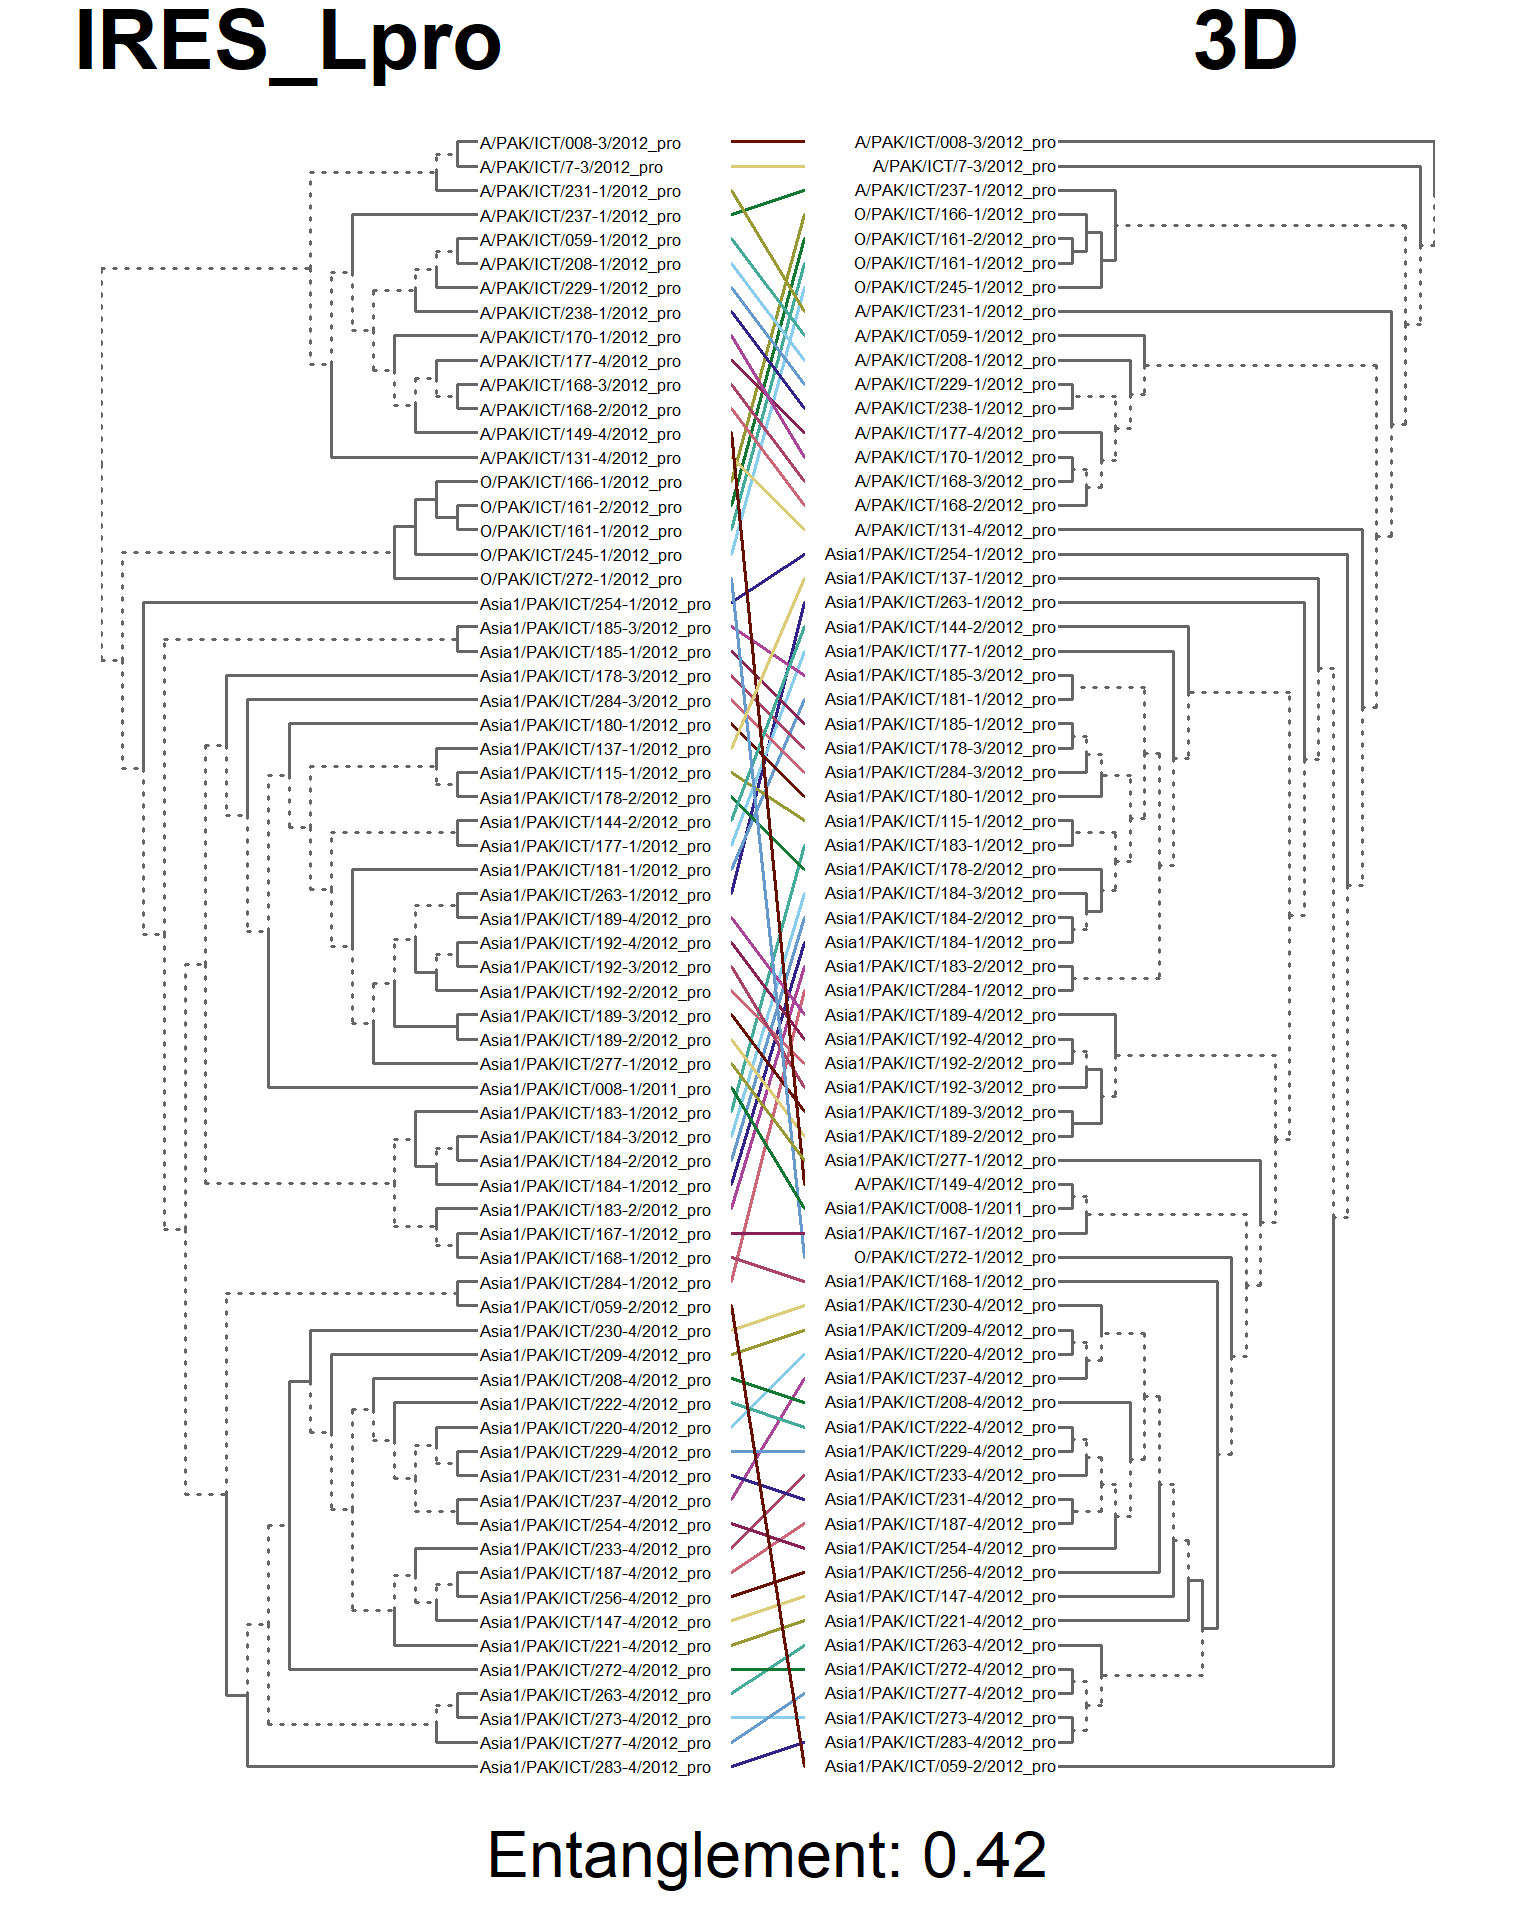 IRES_Lpro
3D
A/PAK/ICT/008-3/2012_pro
A/PAK/ICT/7-3/2012_pro
A/PAK/ICT/231-1/2012_pro
A/PAK/ICT/237-1/2012_pro
A/PAK/ICT/059-1/2012_pro
A/PAK/ICT/208-1/2012_pro
A/PAK/ICT/229-1/2012_pro
A/PAK/ICT/238-1/2012_pro
A/PAK/ICT/170-1/2012_pro
A/PAK/ICT/177-4/2012_pro
A/PAK/ICT/168-3/2012_pro
A/PAK/ICT/168-2/2012_pro
A/PAK/ICT/149-4/2012_pro
A/PAK/ICT/131-4/2012_pro
O/PAK/ICT/166-1/2012_pro
O/PAK/ICT/161-2/2012_pro
O/PAK/ICT/161-1/2012_pro
O/PAK/ICT/245-1/2012_pro
O/PAK/ICT/272-1/2012_pro
Asia1/PAK/ICT/254-1/2012_pro
Asia1/PAK/ICT/185-3/2012_pro
Asia1/PAK/ICT/185-1/2012_pro
Asia1/PAK/ICT/178-3/2012_pro
Asia1/PAK/ICT/284-3/2012_pro
Asia1/PAK/ICT/180-1/2012_pro
Asia1/PAK/ICT/137-1/2012_pro
Asia1/PAK/ICT/115-1/2012_pro
Asia1/PAK/ICT/178-2/2012_pro
Asia1/PAK/ICT/144-2/2012_pro
Asia1/PAK/ICT/177-1/2012_pro
Asia1/PAK/ICT/181-1/2012_pro
Asia1/PAK/ICT/263-1/2012_pro
Asia1/PAK/ICT/189-4/2012_pro
Asia1/PAK/ICT/192-4/2012_pro
Asia1/PAK/ICT/192-3/2012_pro
Asia1/PAK/ICT/192-2/2012_pro
Asia1/PAK/ICT/189-3/2012_pro
Asia1/PAK/ICT/189-2/2012_pro
Asia1/PAK/ICT/277-1/2012_pro
Asia1/PAK/ICT/008-1/2011_pro
Asia1/PAK/ICT/183-1/2012_pro
Asia1/PAK/ICT/184-3/2012_pro
Asia1/PAK/ICT/184-2/2012_pro
Asia1/PAK/ICT/184-1/2012_pro
Asia1/PAK/ICT/183-2/2012_pro
Asia1/PAK/ICT/167-1/2012_pro
Asia1/PAK/ICT/168-1/2012_pro
Asia1/PAK/ICT/284-1/2012_pro
Asia1/PAK/ICT/059-2/2012_pro
Asia1/PAK/ICT/230-4/2012_pro
Asia1/PAK/ICT/209-4/2012_pro
Asia1/PAK/ICT/208-4/2012_pro
Asia1/PAK/ICT/222-4/2012_pro
Asia1/PAK/ICT/220-4/2012_pro
Asia1/PAK/ICT/229-4/2012_pro
Asia1/PAK/ICT/231-4/2012_pro
Asia1/PAK/ICT/237-4/2012_pro
Asia1/PAK/ICT/254-4/2012_pro
Asia1/PAK/ICT/233-4/2012_pro
Asia1/PAK/ICT/187-4/2012_pro
Asia1/PAK/ICT/256-4/2012_pro
Asia1/PAK/ICT/147-4/2012_pro
Asia1/PAK/ICT/221-4/2012_pro
Asia1/PAK/ICT/272-4/2012_pro
Asia1/PAK/ICT/263-4/2012_pro
Asia1/PAK/ICT/273-4/2012_pro
Asia1/PAK/ICT/277-4/2012_pro
Asia1/PAK/ICT/283-4/2012_pro
A/PAK/ICT/008-3/2012_pro
A/PAK/ICT/7-3/2012_pro
A/PAK/ICT/237-1/2012_pro
O/PAK/ICT/166-1/2012_pro
O/PAK/ICT/161-2/2012_pro
O/PAK/ICT/161-1/2012_pro
O/PAK/ICT/245-1/2012_pro
A/PAK/ICT/231-1/2012_pro
A/PAK/ICT/059-1/2012_pro
A/PAK/ICT/208-1/2012_pro
A/PAK/ICT/229-1/2012_pro
A/PAK/ICT/238-1/2012_pro
A/PAK/ICT/177-4/2012_pro
A/PAK/ICT/170-1/2012_pro
A/PAK/ICT/168-3/2012_pro
A/PAK/ICT/168-2/2012_pro
A/PAK/ICT/131-4/2012_pro
Asia1/PAK/ICT/254-1/2012_pro
Asia1/PAK/ICT/137-1/2012_pro
Asia1/PAK/ICT/263-1/2012_pro
Asia1/PAK/ICT/144-2/2012_pro
Asia1/PAK/ICT/177-1/2012_pro
Asia1/PAK/ICT/185-3/2012_pro
Asia1/PAK/ICT/181-1/2012_pro
Asia1/PAK/ICT/185-1/2012_pro
Asia1/PAK/ICT/178-3/2012_pro
Asia1/PAK/ICT/284-3/2012_pro
Asia1/PAK/ICT/180-1/2012_pro
Asia1/PAK/ICT/115-1/2012_pro
Asia1/PAK/ICT/183-1/2012_pro
Asia1/PAK/ICT/178-2/2012_pro
Asia1/PAK/ICT/184-3/2012_pro
Asia1/PAK/ICT/184-2/2012_pro
Asia1/PAK/ICT/184-1/2012_pro
Asia1/PAK/ICT/183-2/2012_pro
Asia1/PAK/ICT/284-1/2012_pro
Asia1/PAK/ICT/189-4/2012_pro
Asia1/PAK/ICT/192-4/2012_pro
Asia1/PAK/ICT/192-2/2012_pro
Asia1/PAK/ICT/192-3/2012_pro
Asia1/PAK/ICT/189-3/2012_pro
Asia1/PAK/ICT/189-2/2012_pro
Asia1/PAK/ICT/277-1/2012_pro
A/PAK/ICT/149-4/2012_pro
Asia1/PAK/ICT/008-1/2011_pro
Asia1/PAK/ICT/167-1/2012_pro
O/PAK/ICT/272-1/2012_pro
Asia1/PAK/ICT/168-1/2012_pro
Asia1/PAK/ICT/230-4/2012_pro
Asia1/PAK/ICT/209-4/2012_pro
Asia1/PAK/ICT/220-4/2012_pro
Asia1/PAK/ICT/237-4/2012_pro
Asia1/PAK/ICT/208-4/2012_pro
Asia1/PAK/ICT/222-4/2012_pro
Asia1/PAK/ICT/229-4/2012_pro
Asia1/PAK/ICT/233-4/2012_pro
Asia1/PAK/ICT/231-4/2012_pro
Asia1/PAK/ICT/187-4/2012_pro
Asia1/PAK/ICT/254-4/2012_pro
Asia1/PAK/ICT/256-4/2012_pro
Asia1/PAK/ICT/147-4/2012_pro
Asia1/PAK/ICT/221-4/2012_pro
Asia1/PAK/ICT/263-4/2012_pro
Asia1/PAK/ICT/272-4/2012_pro
Asia1/PAK/ICT/277-4/2012_pro
Asia1/PAK/ICT/273-4/2012_pro
Asia1/PAK/ICT/283-4/2012_pro
Asia1/PAK/ICT/059-2/2012_pro
Entanglement: 0.42